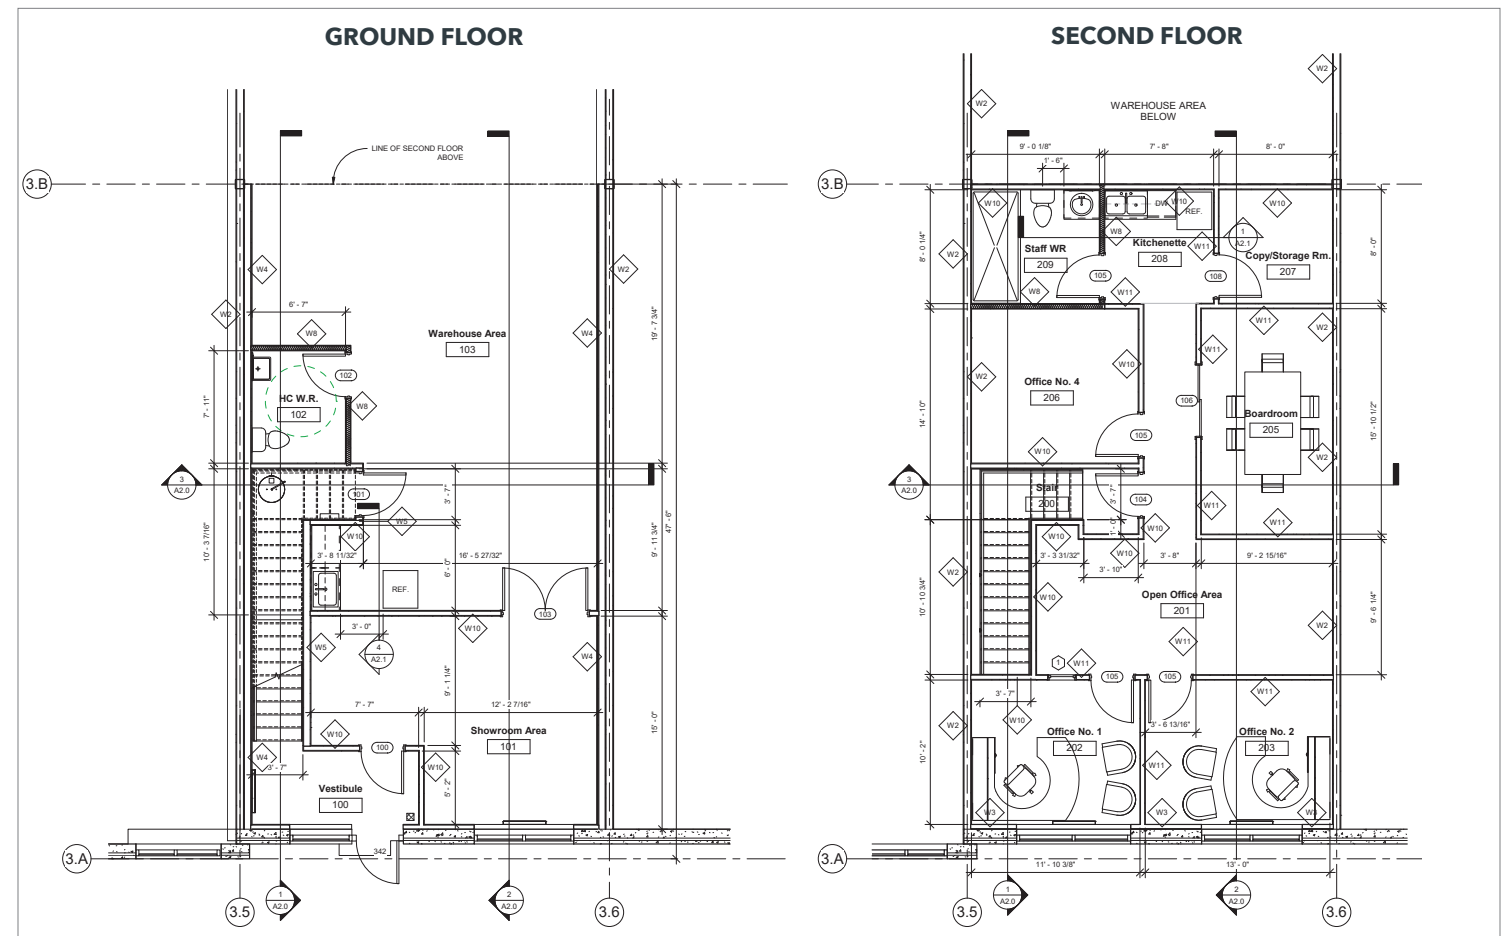 GROUND FLOOR
LINE OF SECOND FLOOR
ABOVE
3.B
W4
W2
6' - 7"
W2
W8
Warehouse Area
103
W4
19' - 7 3/4"
102
7' - 11"
HC W.R.
102
W8
3
A2.0
101
3' - 7"
W5
W10
10' - 3 7/16"
3' - 8 11/32"
16' - 5 27/32"
6' - 0"
9' - 11 3/4"
47' - 6"
REF.
103
3' - 0"
W10
W5
4
A2.1
W4
9' - 1 1/4"
7' - 7"
12' - 2 7/16"
15' - 0"
W10
100
Showroom Area
101
W4
3' - 7"
W10
5' - 2"
Vestibule
100
3.A
342
1
A2.0
2
A2.0
3.5
3.6
SECOND FLOOR
W2
W2
WAREHOUSE AREA
BELOW
9' - 0 1/8"
7' - 8"
8' - 0"
1' - 6"
3.B
W10
DW
W10
REF.
W10
W8
1
A2.1
8' - 0 1/4"
8' - 0"
Staff WR
209
Kitchenette
208
W11
Copy/Storage Rm.
207
W2
105
108
W8
W11
W11
W2
W11
W10
W2
Office No. 4
206
106
Boardroom
205
14' - 10"
15' - 10 1/2"
105
W10
W2
3
A2.0
Stair
200
3' - 7"
104
W11
W11
1' - 0"
W10
W10
W10
3' - 3 31/32"
3' - 8"
9' - 2 15/16"
3' - 10"
W2
10' - 10 3/4"
W10
Open Office Area
201
9' - 6 1/4"
W2
W11
1
W11
105
105
3' - 7"
W11
W10
3' - 6 13/16"
W2
Office No. 1
202
Office No. 2
203
10' - 2"
W11
W3
W3
3.A
11' - 10 3/8"
13' - 0"
1
A2.0
2
A2.0
3.5
3.6